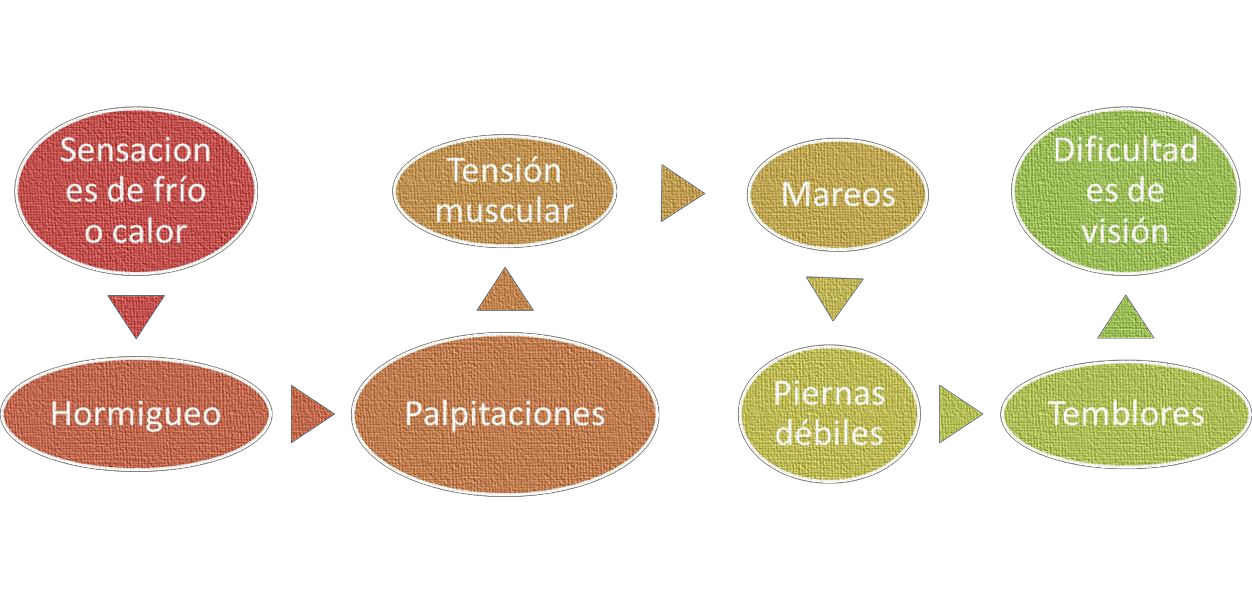 Sensacion
es de frío
o calor
Hormigueo
Palpitaciones
Tensión
muscular
Mareos
Piernas
débiles
Temblores
Dificultad
es de
visión